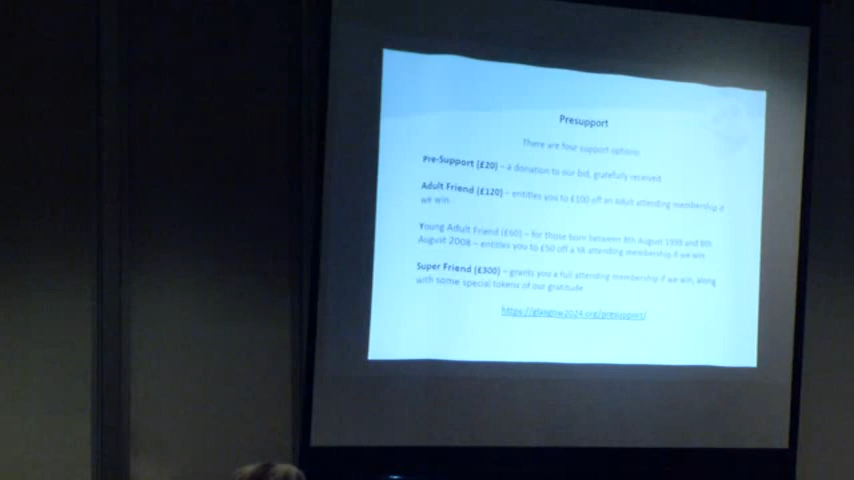 Presupport
There are four support options:
Pre-Support (£20) – a donation to our bid, gratefully received
Adult Friend (£120) – entitles you to £100 off an adult attending membership if
we win
Young Adult Friend (£60) – for those born between 8th August 1998 and 8th
August 2008 – entitles you to £50 off a YA attending membership if we win
Super Friend (£300) – grants you a full attending membership if we win, along
with some special tokens of our gratitude
https://glasgow2024.org/presupport/